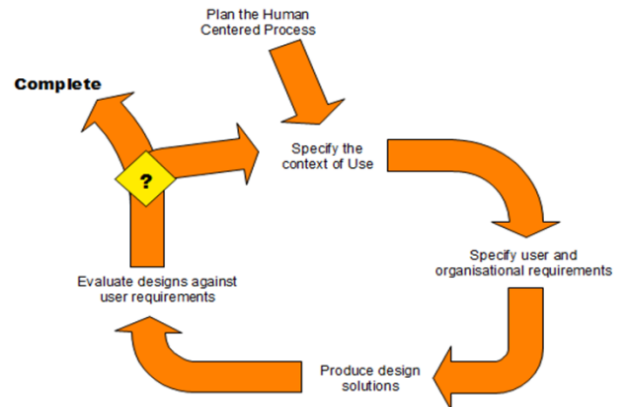 Plan the Human
Centered Process
Complete
Specify the
context of Use
?
Specify user and
organisational requirements
Evaluate designs against
user requirements
Produce design
solutions